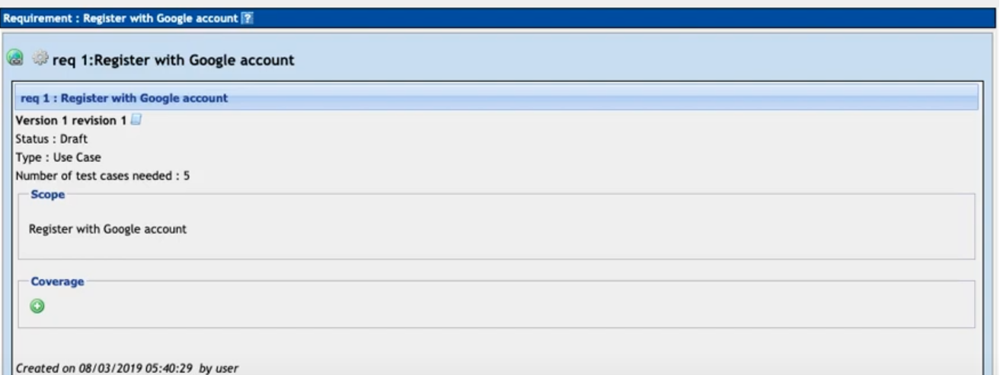 Requirement : Register with Google account ?
req 1:Register with Google account
req 1 : Register with Google account
Version 1 revision 1
Status : Draft
Type : Use Case
Number of test cases needed : 5
Scope
Register with Google account
Coverage
Created on 08/03/2019 05:40:29 by user